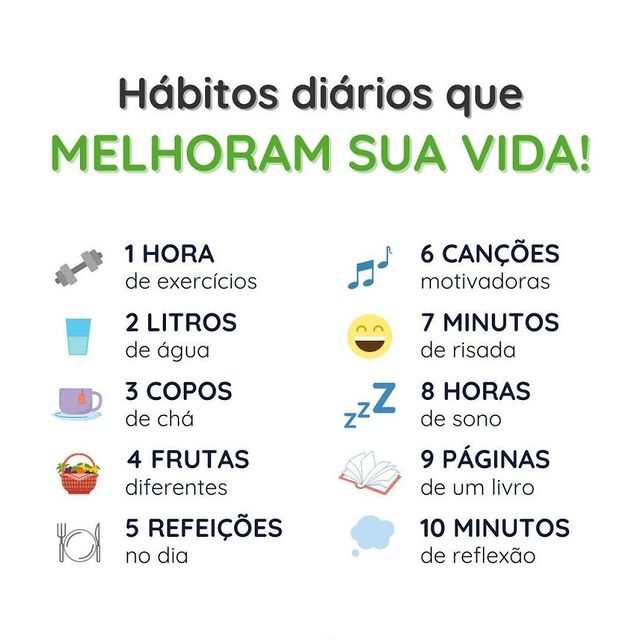 Hábitos diários que
MELHORAM SUA VIDA!
1 HORA
de exercícios
2 LITROS
de água
3 COPOS
de chá
4 FRUTAS
diferentes
5 REFEIÇÕES
no dia
6 CANÇÕES
motivadoras
7 MINUTOS
de risada
8 HORAS
de sono
9 PÁGINAS
de um livro
10 MINUTOS
de reflexão